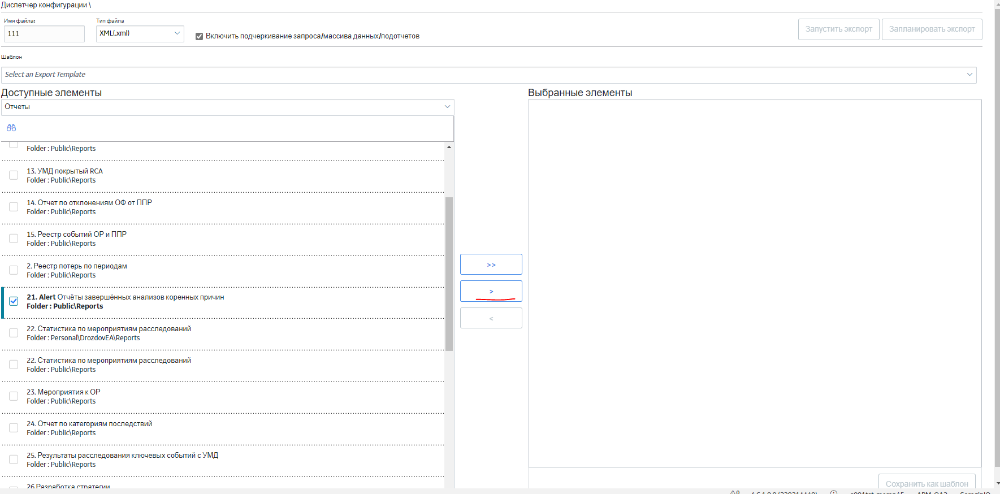 Диспетчер конфигурации \
Имя файла:
Тип файла
111
XML(.xml)
Включить подчеркивание запроса/массива данных/подотчетов
Запустить экспорт
Запланировать экспорт
Шаблон
Select an Export Template
Доступные элементы
Выбранные элементы
Отчеты
Folder : Public\Reports
13. УМД покрытый RCA
Folder : Public\Reports
14. Отчет по отклонениям ОФ от ППР
Folder : Public\Reports
15. Реестр событий ОР и ППР
Folder : Public\Reports
2. Реестр потерь по периодам
Folder : Public\Reports
21. Alert Отчёты завершённых анализов коренных причин
Folder : Public\Reports
22. Статистика по мероприятиям расследований
Folder : Personal\DrozdovEA\Reports
22. Статистика по мероприятиям расследований
Folder : Public\Reports
23. Мероприятия к ОР
Folder : Public\Reports
24. Отчет по категориям последствий
Folder : Public\Reports
25. Результаты расследования ключевых событий с УМД
Folder : Public\Reports
26 Разработка стратегии
>>
>
<
Сохранить как шаблон